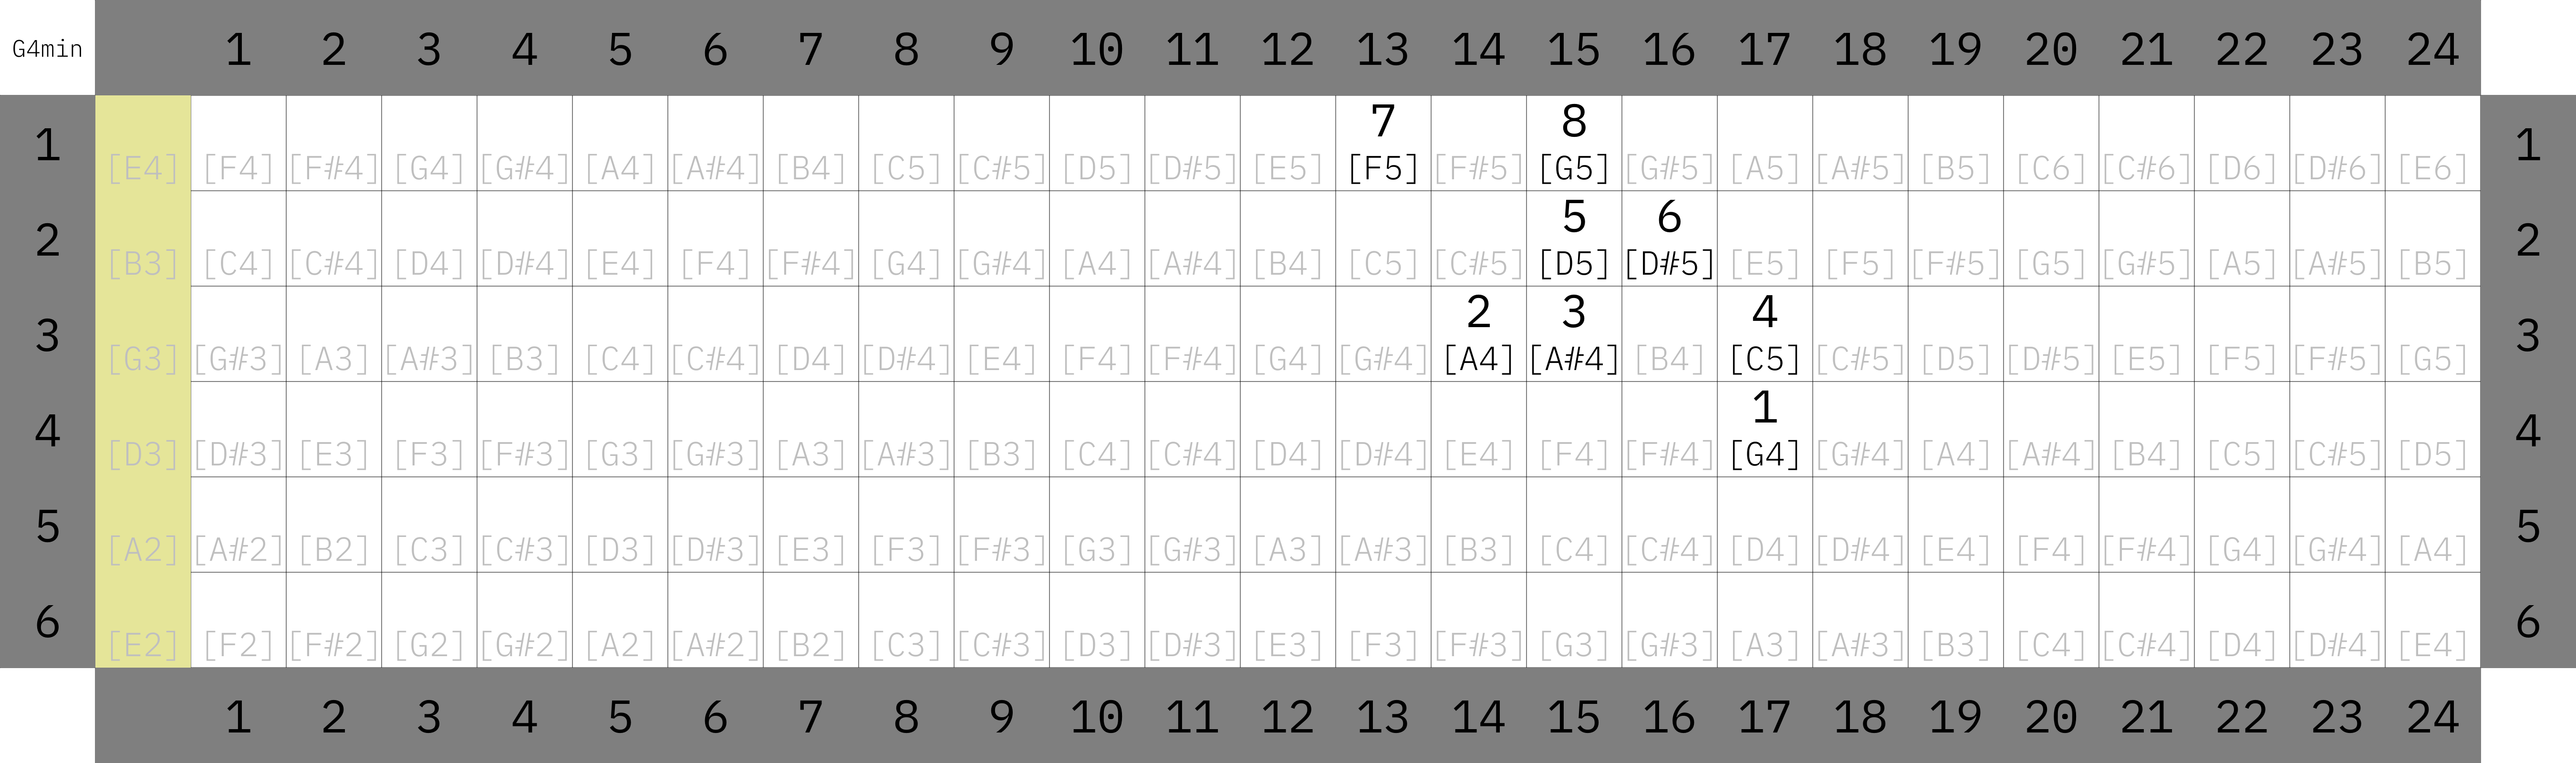 G4min 1 2 3 4 5 6 7 8 9 10 11 12 13 14 15 16 17 18 19 20 21 22 23 24
7 8
1 [E4] [F4] [F#4] [G4] [G#4] [A4] [A#4] [B4] [C5] [C#5] [D5] [D#5] [E5] [F5] [F#5] [G5] [G#5] [A5] [A#5] [B5] [C6] [C#6] [D6] [D#6] [E6] 1
5 6
2 [B3] [C4] [C#4] [D4] [D#4] [E4] [F4] [F#4] [G4] [G#4] [A4] [A#4] [B4] [C5] [C#5] [D5] [D#5] [E5] [F5] [F#5] [G5] [G#5] [A5] [A#5] [B5] 2
2 3 4
3 [G3] [G#3] [A3] [A#3] [B3] [C4] [C#4] [D4] [D#4] [E4] [F4] [F#4] [G4] [G#4] [A4] [A#4] [B4] [C5] [C#5] [D5] [D#5] [E5] [F5] [F#5] [G5] 3
1
4 [D3] [D#3] [E3] [F3] [F#3] [G3] [G#3] [A3] [A#3] [B3] [C4] [C#4] [D4] [D#4] [E4] [F4] [F#4] [G4] [G#4] [A4] [A#4] [B4] [C5] [C#5] [D5] 4
5 [A2] [A#2] [B2] [C3] [C#3] [D3] [D#3] [E3] [F3] [F#3] [G3] [G#3] [A3] [A#3] [B3] [C4] [C#4] [D4] [D#4] [E4] [F4] [F#4] [G4] [G#4] [A4] 5
6 [E2] [F2] [F#2] [G2] [G#2] [A2] [A#2] [B2] [C3] [C#3] [D3] [D#3] [E3] [F3] [F#3] [G3] [G#3] [A3] [A#3] [B3] [C4] [C#4] [D4] [D#4] [E4] 6
1 2 3 4 5 6 7 8 9 10 11 12 13 14 15 16 17 18 19 20 21 22 23 24